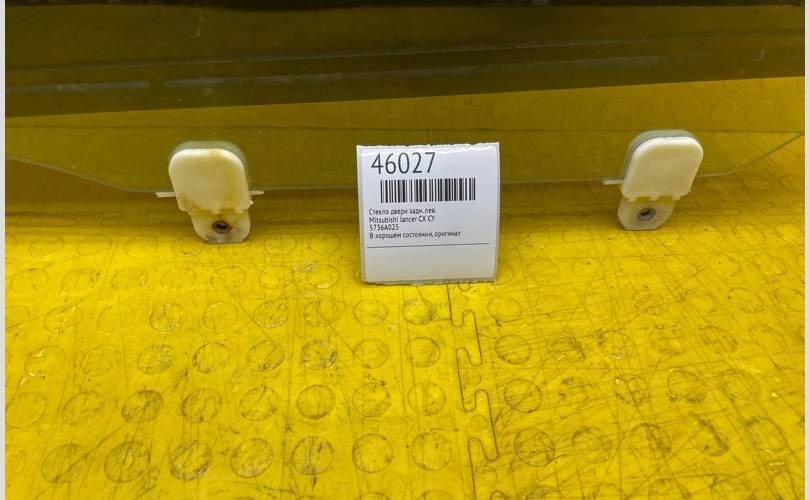 46027
Стекло двери задн.лев.
Mitsubishi lancer CX CY
5736A025
В хорошем состоянии, оригинал